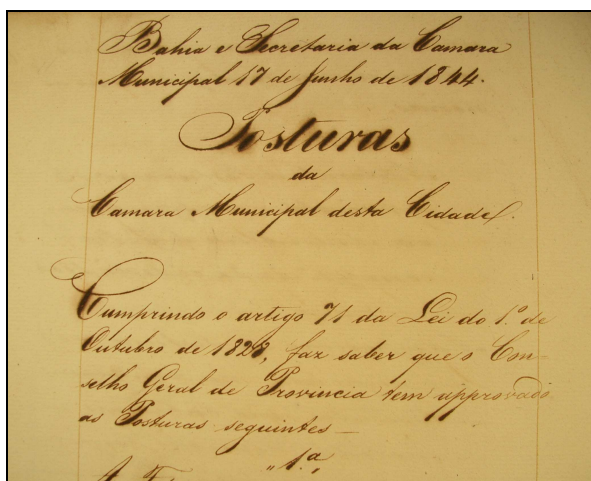 Bahia e Secretaria da Camara
Municipal 17 de Junho de 1844.
Posturas
da
Camara Municipal desta Cidade.
Cumprindo o artigo 71 da Lei do 1.º de
Outubro de 1828, faz saber que o Con-
selho Geral de Provincia tem approvado
as Posturas seguintes—
"1.ª"